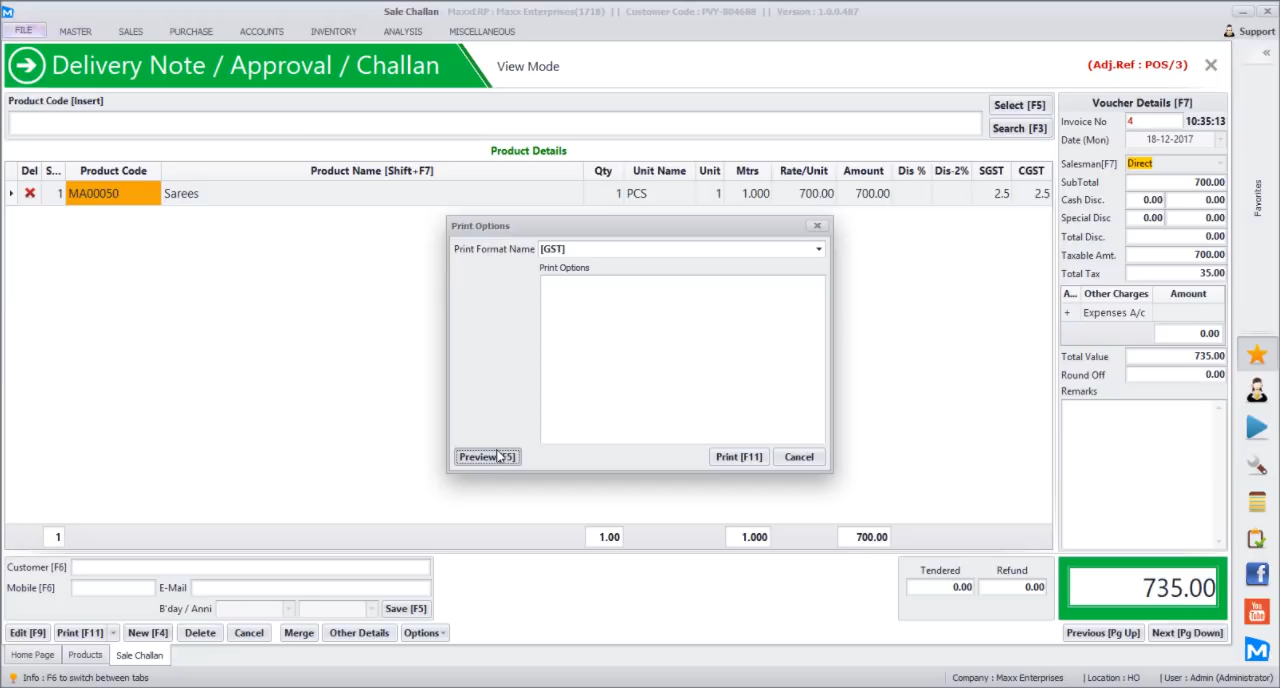 Sale Challan - MaxxERP : Maxx Enterprises(1718) || Customer Code : PVY-804688 || Version : 1.0.0.487
FILE MASTER SALES PURCHASE ACCOUNTS INVENTORY ANALYSIS MISCELLANEOUS Support
Delivery Note / Approval / Challan View Mode (Adj.Ref : POS/3)
Product Code [Insert]
Select [F5]
Search [F3]
Product Details
Del S... Product Code Product Name [Shift+F7] Qty Unit Name Unit Mtrs Rate/Unit Amount Dis % Dis-2% SGST CGST
1 MA00050 Sarees 1 PCS 1 1.000 700.00 700.00 2.5 2.5
Print Options
Print Format Name [GST]
Print Options
Preview [F5] Print [F11] Cancel
1 1.00 1.000 700.00
Voucher Details [F7]
Invoice No 4 10:35:13
Date (Mon) 18-12-2017
Salesman[F7] Direct
SubTotal 700.00
Cash Disc. 0.00 0.00
Special Disc 0.00 0.00
Total Disc. 0.00
Taxable Amt. 700.00
Total Tax 35.00
A... Other Charges Amount
+ Expenses A/c
0.00
Total Value 735.00
Round Off 0.00
Remarks
Favorites
You
Tube
Customer [F6]
Mobile [F6] E-Mail
B'day / Anni Save [F5]
Tendered Refund
0.00 0.00
735.00
Edit [F9] Print [F11] New [F4] Delete Cancel Merge Other Details Options Previous [Pg Up] Next [Pg Down]
Home Page Products Sale Challan
Info : F6 to switch between tabs Company : Maxx Enterprises | Location : HO | User : Admin (Administrator)